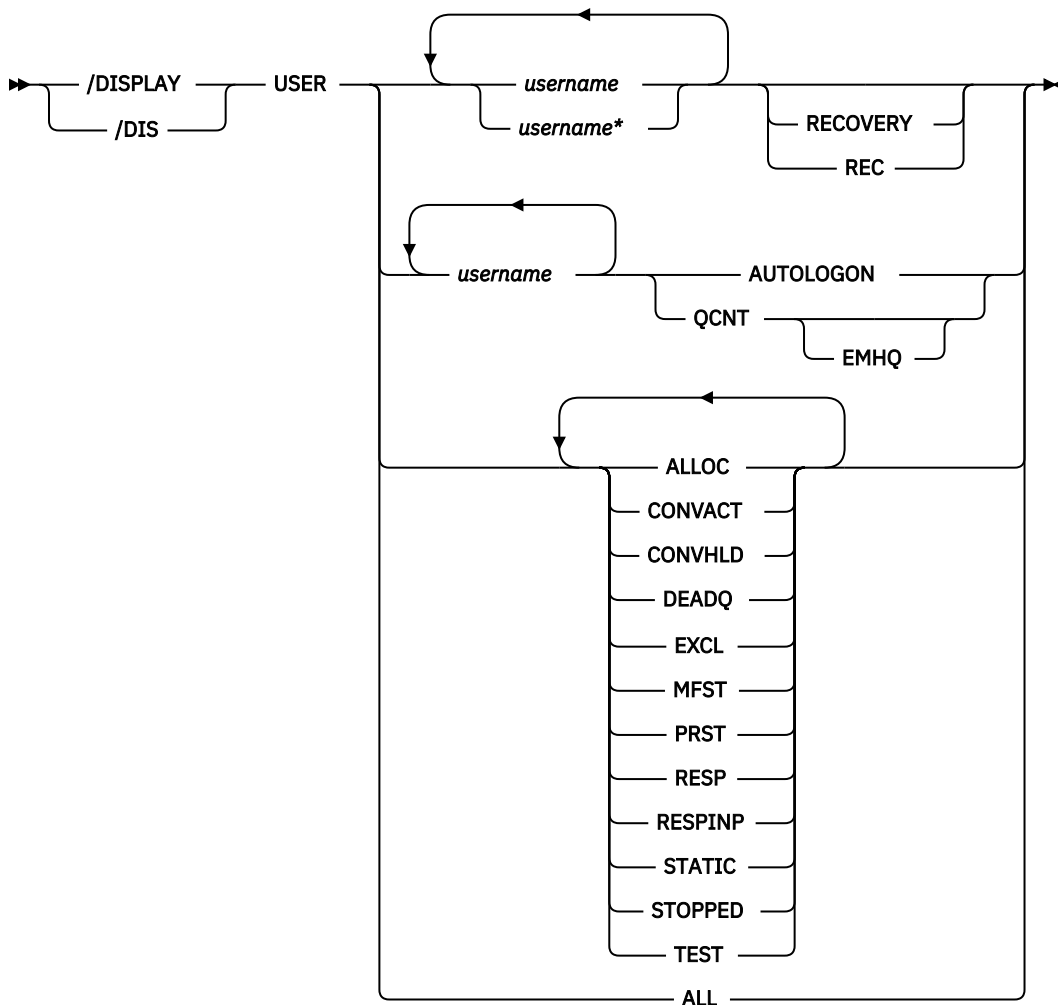 /DISPLAY USER username
/DIS username* RECOVERY
REC
username AUTOLOGON
QCNT
EMHQ
ALLOC
CONVACT
CONVHLD
DEADQ
EXCL
MFST
PRST
RESP
RESPINP
STATIC
STOPPED
TEST
ALL